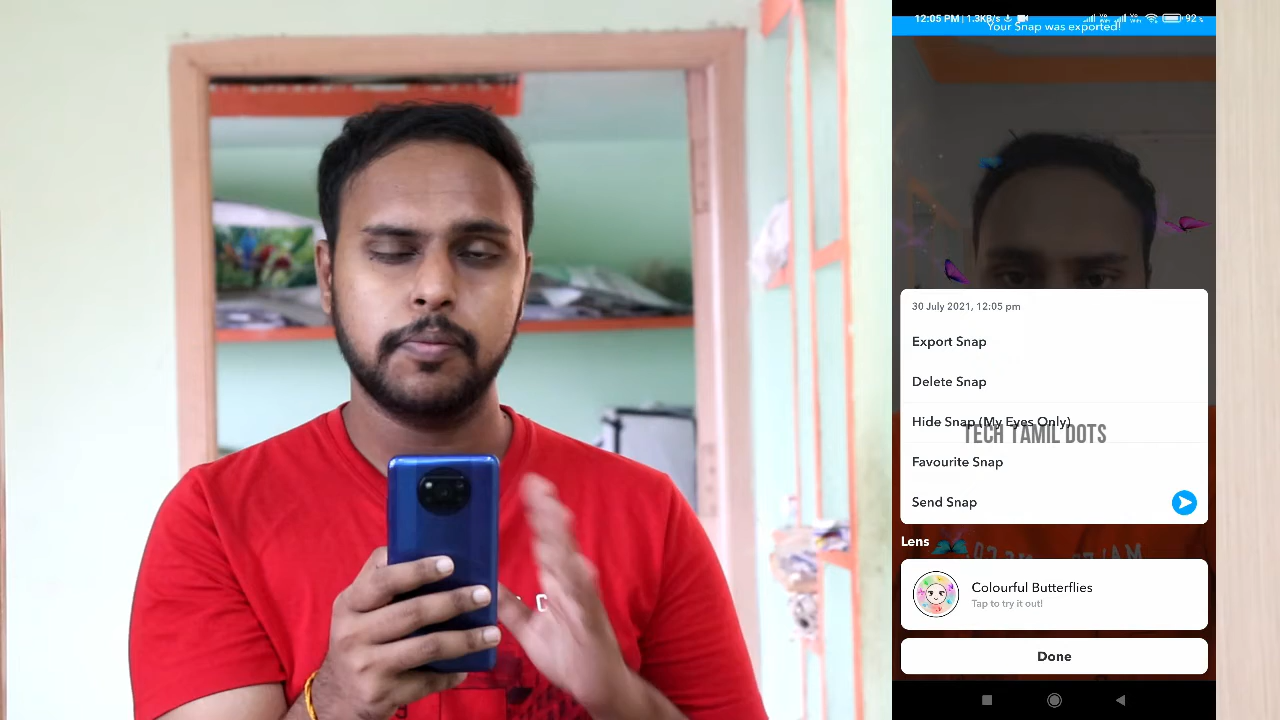 12:05 PM | 1.3KB/s
92
Your Snap was exported!
30 July 2021, 12:05 pm
Export Snap
Delete Snap
Hide Snap (My Eyes Only)
TECH TAMIL DOTS
Favourite Snap
Send Snap
Lens
Colourful Butterflies
Tap to try it out!
Done